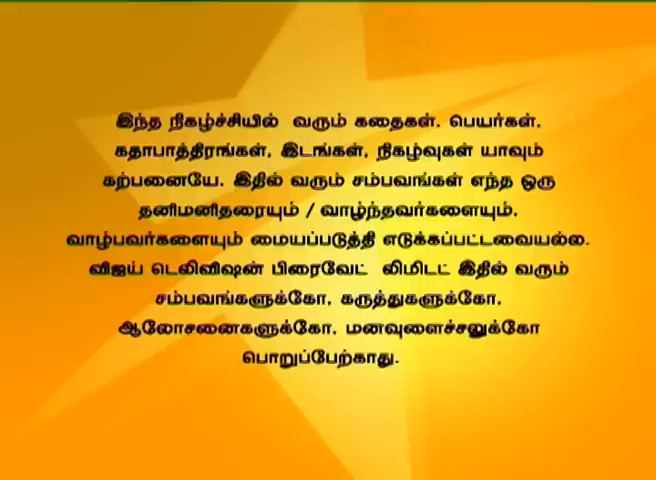 இந்த நிகழ்ச்சியில் வரும் கதைகள், பெயர்கள்,
கதாபாத்திரங்கள், இடங்கள், நிகழ்வுகள் யாவும்
கற்பனையே. இதில் வரும் சம்பவங்கள் எந்த ஒரு
தனிமனிதரையும் / வாழ்ந்தவர்களையும்,
வாழ்பவர்களையும் மையப்படுத்தி எடுக்கப்பட்டவையல்ல.
விஜய் டெலிவிஷன் பிரைவேட் லிமிடட் இதில் வரும்
சம்பவங்களுக்கோ, கருத்துகளுக்கோ,
ஆலோசனைகளுக்கோ, மனவுளைச்சலுக்கோ
பொறுப்பேற்காது.